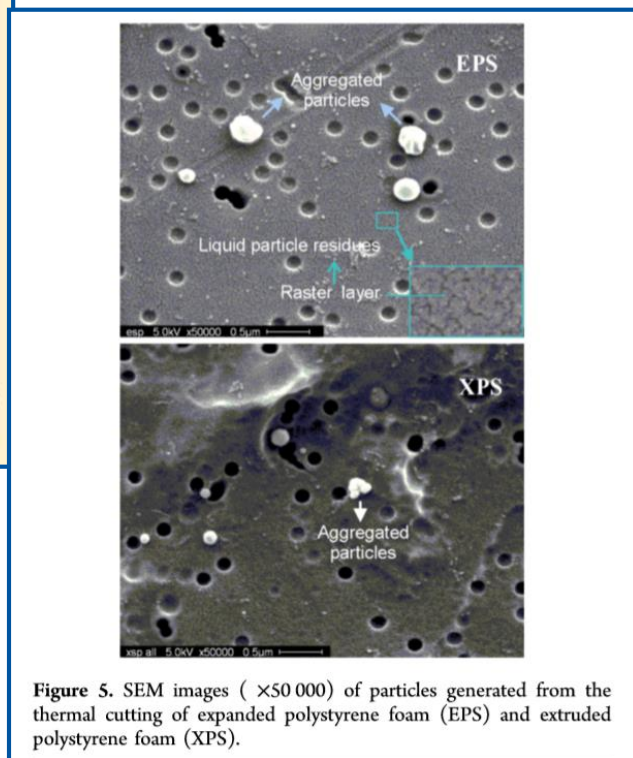 EPS
Aggregated
particles
Liquid particle residues
Raster layer
esp 5.0kV x50000 0.5µm
XPS
Aggregated
particles
xsp all 5.0kV x50000 0.5µm
Figure 5. SEM images ( ×50 000) of particles generated from the
thermal cutting of expanded polystyrene foam (EPS) and extruded
polystyrene foam (XPS).